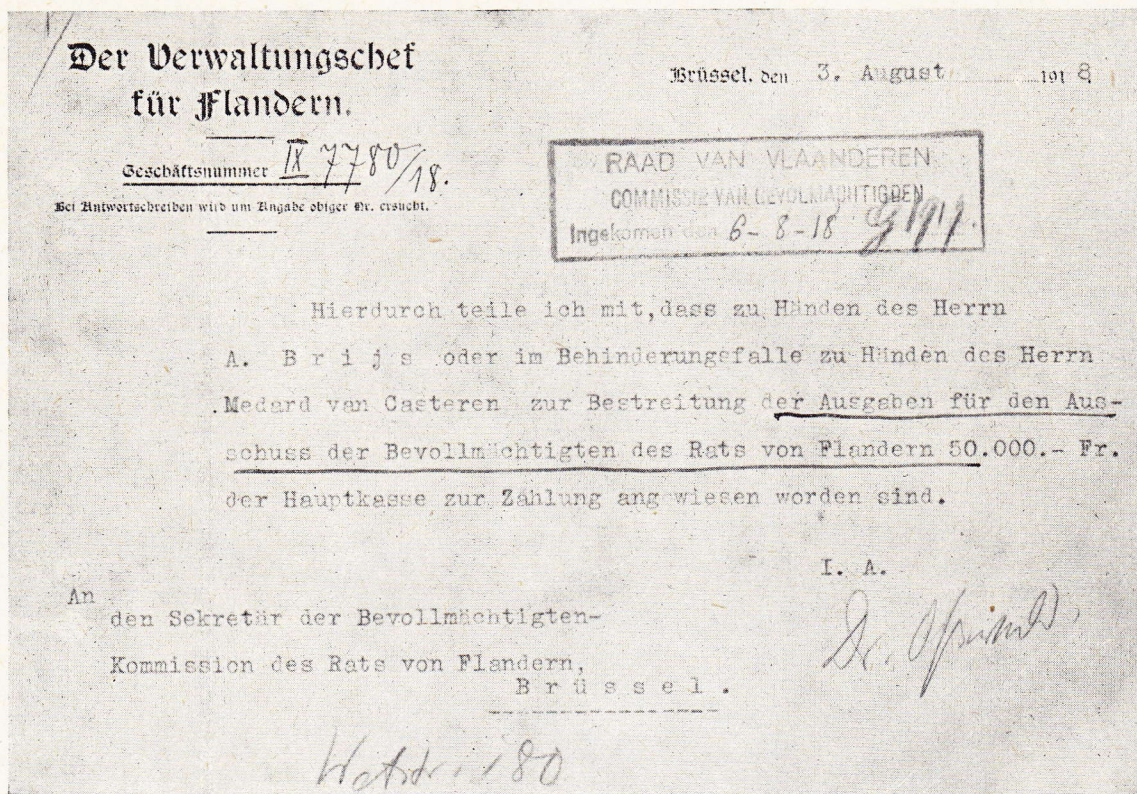 Der Verwaltungschef
für Flandern.
Brüssel, den 3. August 1918
Geschäftsnummer IX 7780/18.
Bei Antwortschreiben wird um Angabe obiger Nr. ersucht.
RAAD VAN VLAANDEREN
COMMISSIE VAN GEVOLMACHTIGDEN
Ingekomen den 6-8-18
Hierdurch teile ich mit,dass zu Händen des Herrn
A. B r i j s oder im Behinderungsfalle zu Händen des Herrn
Medard van Casteren zur Bestreitung der Ausgaben für den Aus-
schuss der Bevollmächtigten des Rats von Flandern 50.000.- Fr.
der Hauptkasse zur Zahlung angewiesen worden sind.
I. A.
Dr.
An
den Sekretär der Bevollmächtigten-
Kommission des Rats von Flandern,
B r ü s s e l .
180